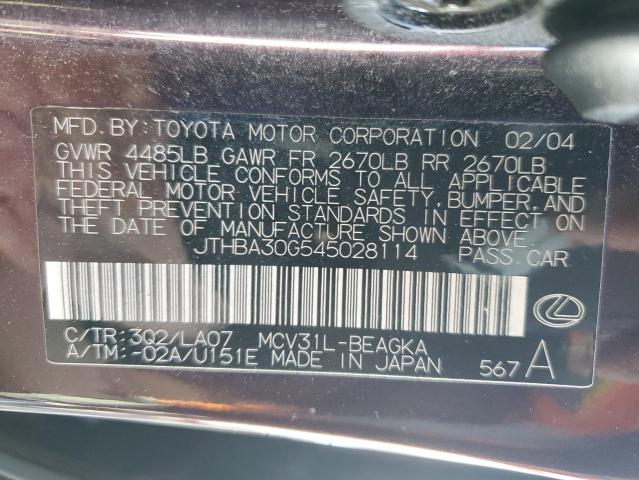 MFD. BY: TOYOTA MOTOR CORPORATION 02/04
GVWR 4485LB GAWR FR 2670LB RR 2670LB
THIS VEHICLE CONFORMS TO ALL APPLICABLE
FEDERAL MOTOR VEHICLE SAFETY, BUMPER, AND
THEFT PREVENTION STANDARDS IN EFFECT ON
THE DATE OF MANUFACTURE SHOWN ABOVE.
JTHBA30G545028114 PASS. CAR
C/TR: 3Q2/LA07 MCV31L-BEAGKA
A/TM: -02A/U151E MADE IN JAPAN 567 A